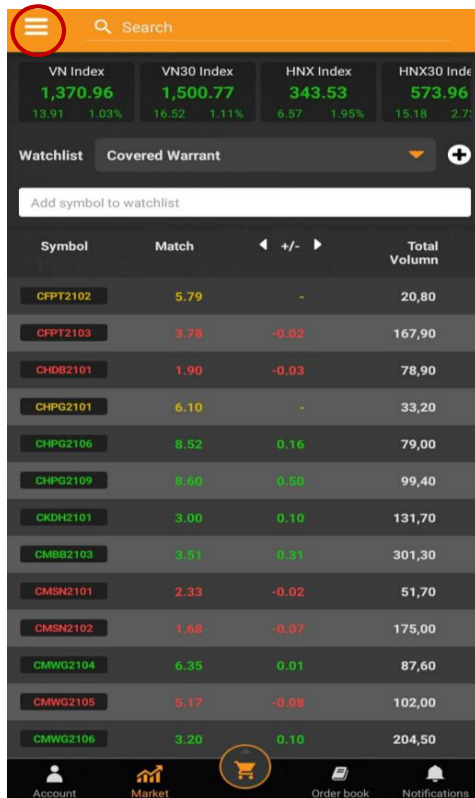 Search
VN Index VN30 Index HNX Index HNX30 Inde
1,370.96 1,500.77 343.53 573.96
13.91 1.03% 16.52 1.11% 6.57 1.95% 15.18 2.7
Watchlist Covered Warrant
Add symbol to watchlist
Symbol Match +/- Total
Volumn
CFPT2102 5.79 - 20,80
CFPT2103 3.78 -0.02 167,90
CHDB2101 1.90 -0.03 78,90
CHPG2101 6.10 - 33,20
CHPG2106 8.52 0.16 79,00
CHPG2109 8.60 0.50 99,40
CKDH2101 3.00 0.10 131,70
CMBB2103 3.51 0.31 301,30
CMSN2101 2.33 -0.02 51,70
CMSN2102 1.68 -0.07 175,00
CMWG2104 6.35 0.01 87,60
CMWG2105 5.17 -0.08 102,00
CMWG2106 3.20 0.10 204,50
Account Market Order book Notifications